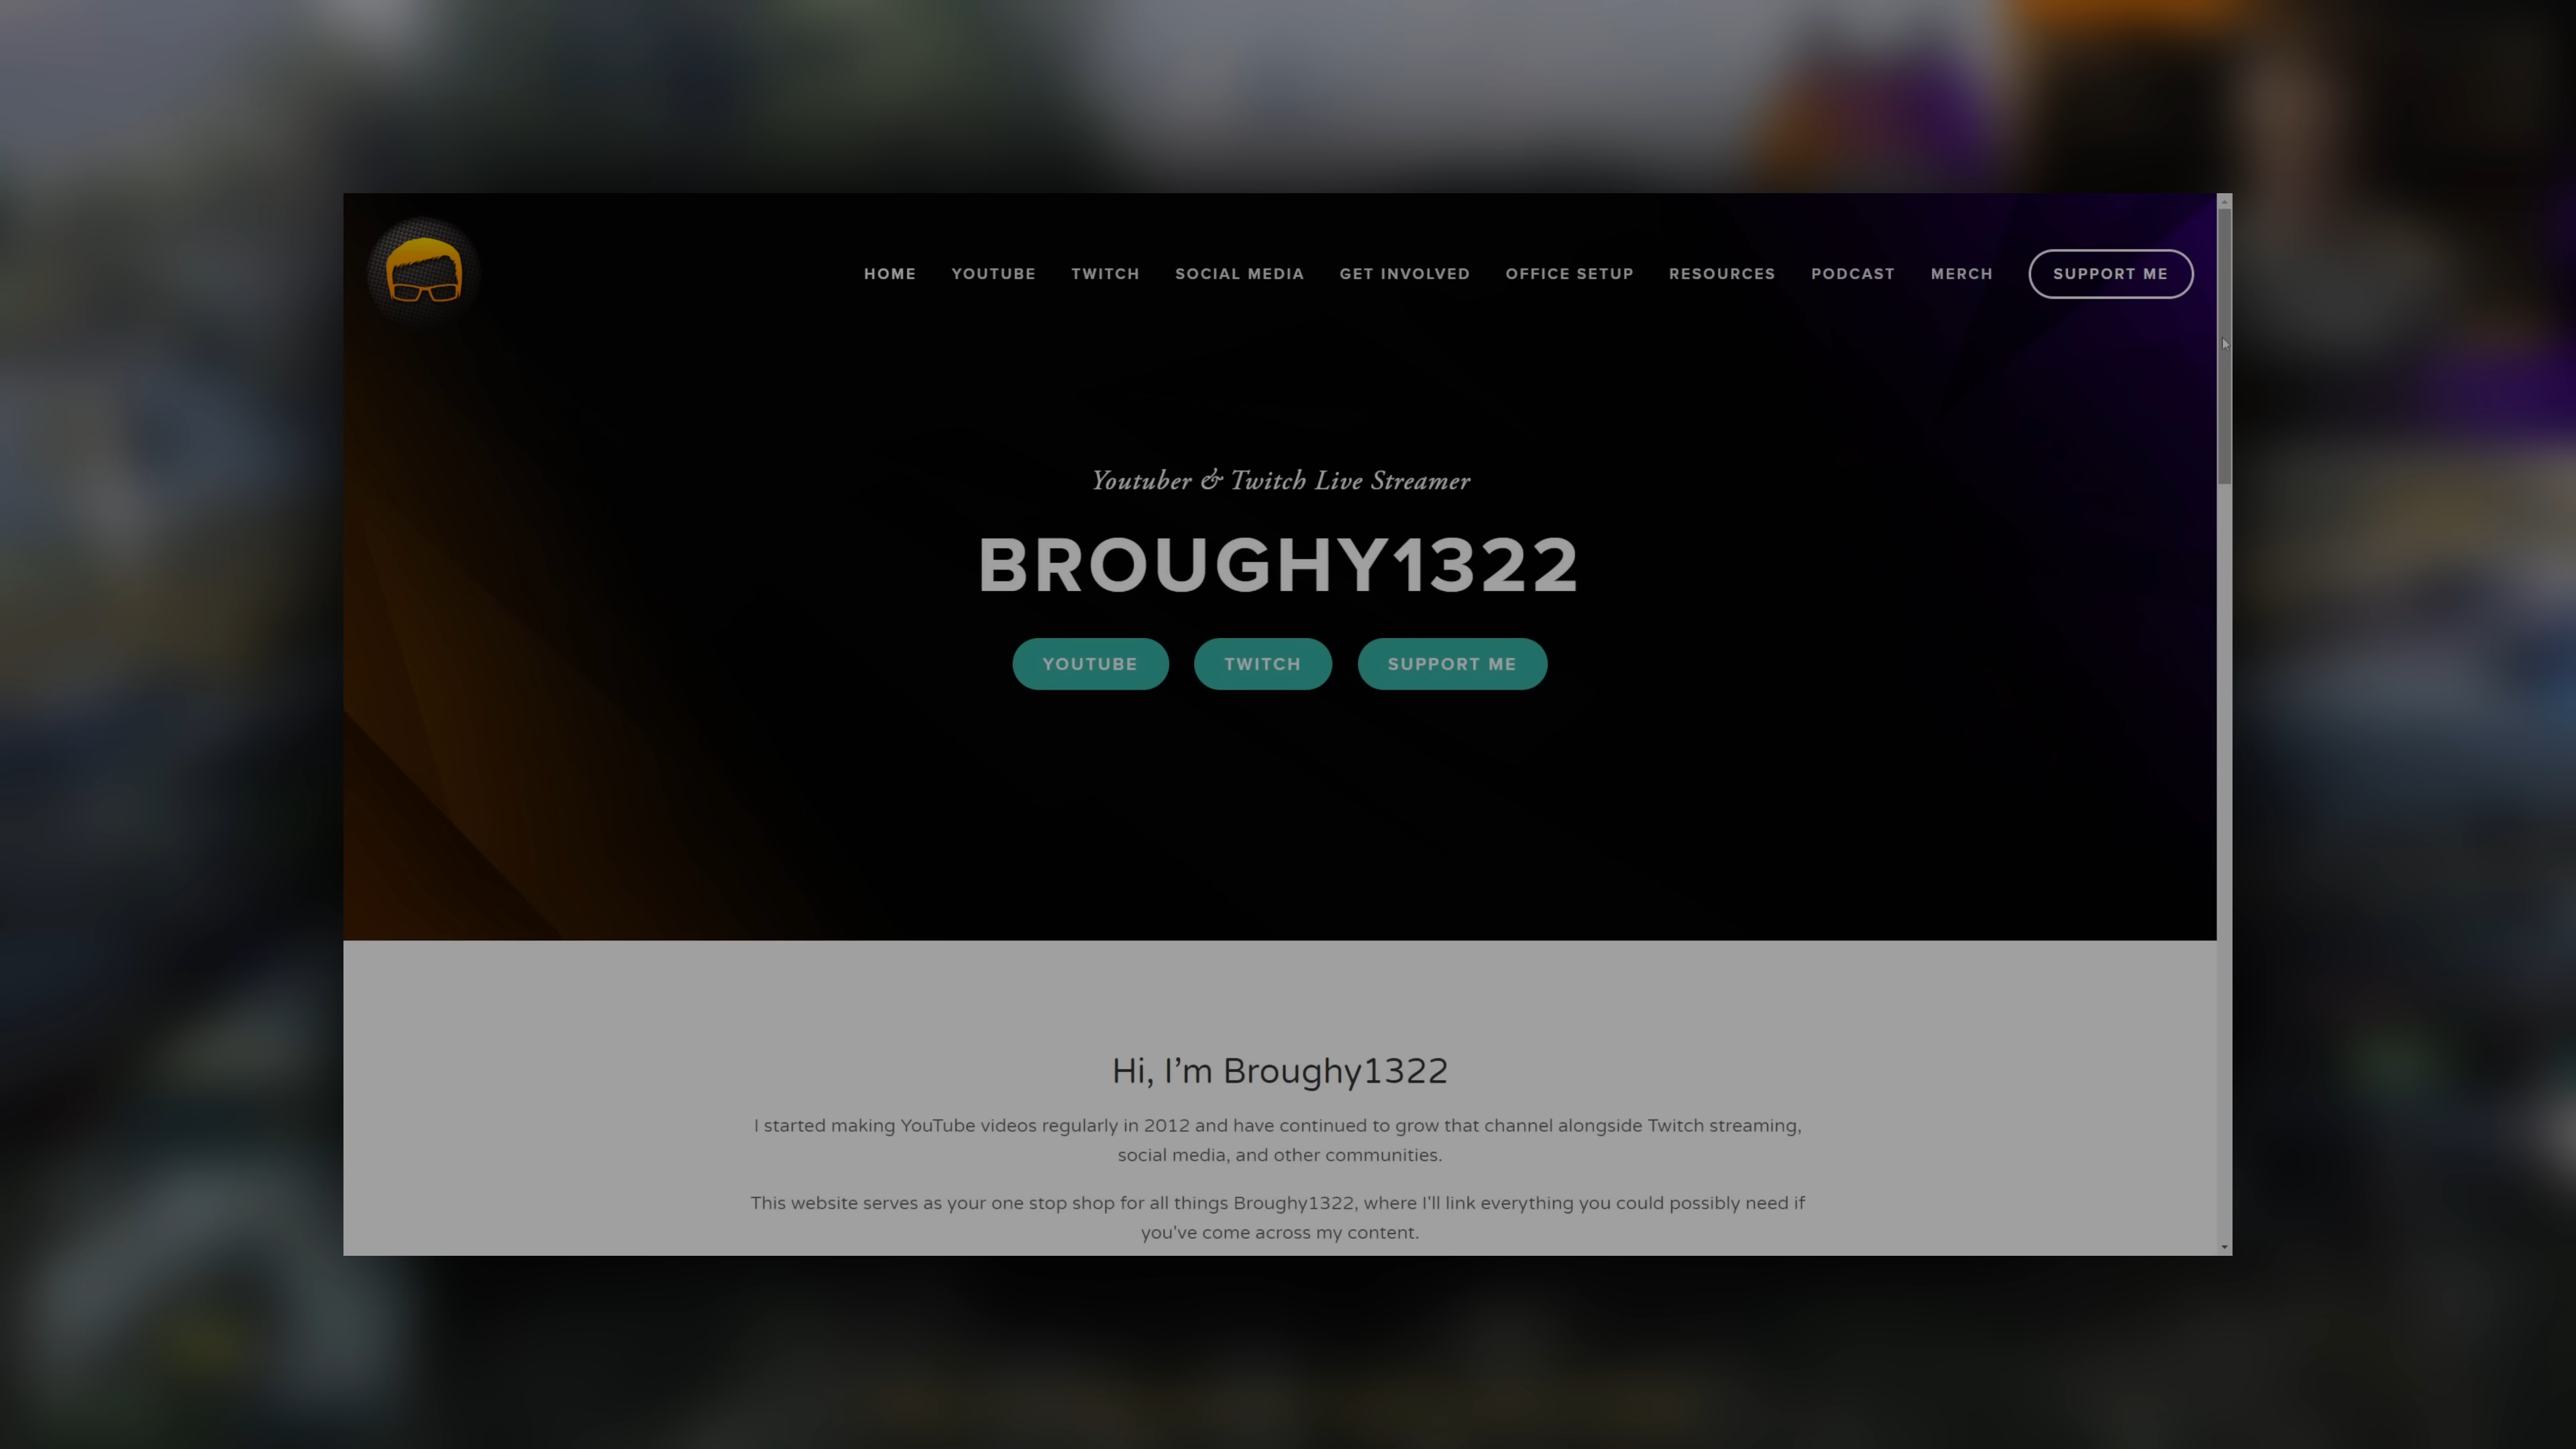 HOME YOUTUBE TWITCH SOCIAL MEDIA GET INVOLVED OFFICE SETUP RESOURCES PODCAST MERCH SUPPORT ME
Youtuber & Twitch Live Streamer
BROUGHY1322
YOUTUBE TWITCH SUPPORT ME
Hi, I’m Broughy1322
I started making YouTube videos regularly in 2012 and have continued to grow that channel alongside Twitch streaming,
social media, and other communities.
This website serves as your one stop shop for all things Broughy1322, where I'll link everything you could possibly need if
you've come across my content.